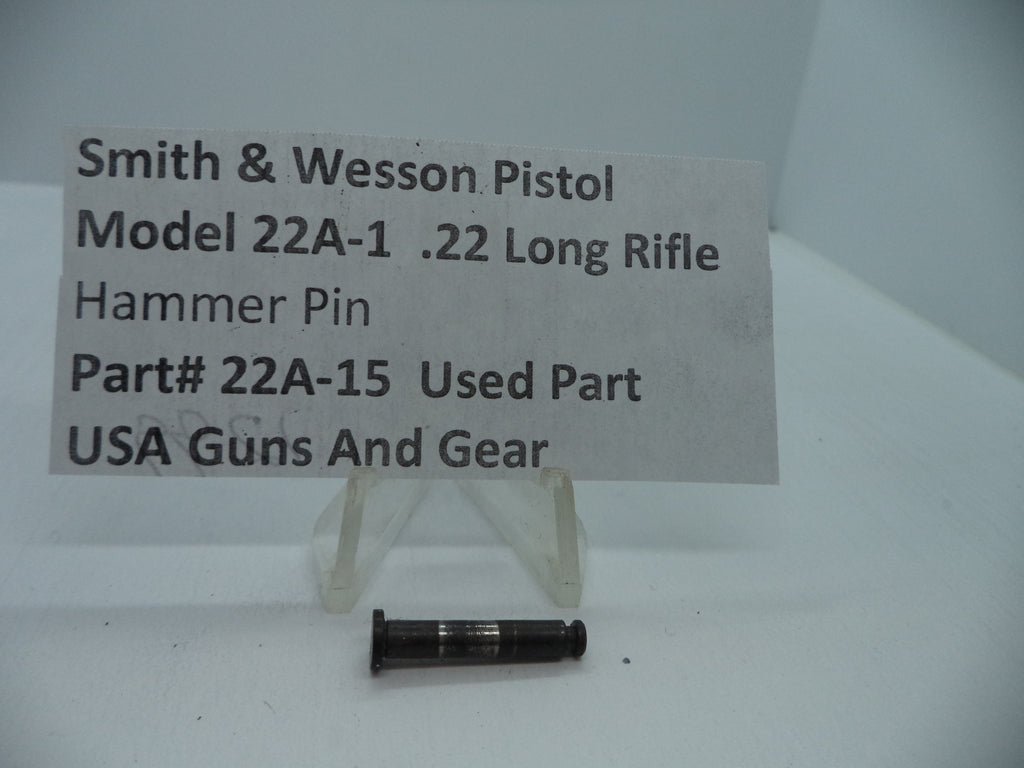 Smith & Wesson Pistol
Model 22A-1 .22 Long Rifle
Hammer Pin
Part# 22A-15 Used Part
USA Guns And Gear